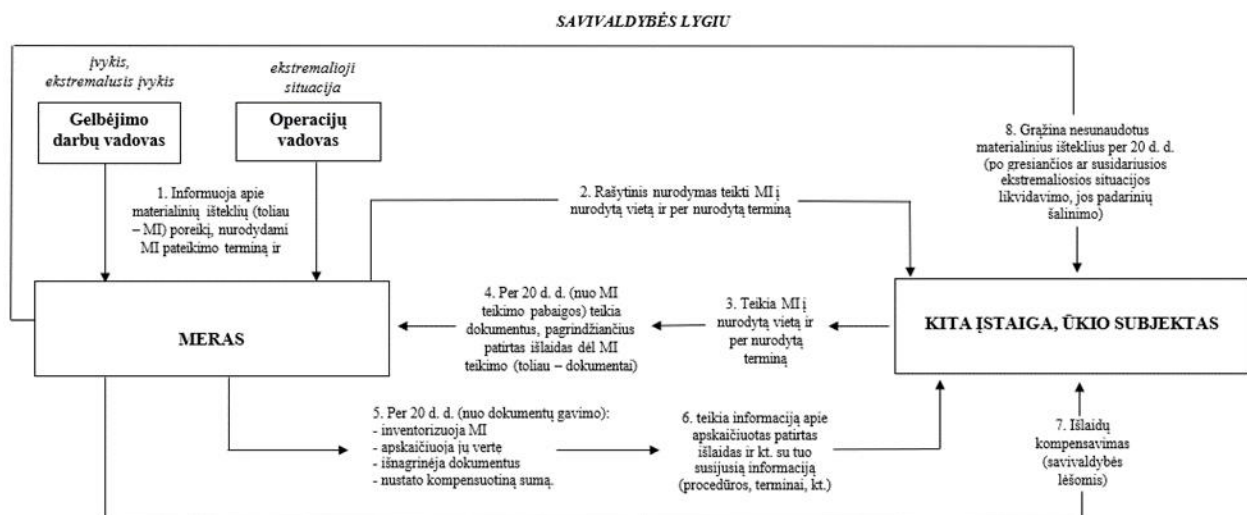 SAVIVALDYBĖS LYGIU
įvykis,
ekstremalusis įvykis
ekstremalioji
situacija
Gelbėjimo
darbų vadovas
Operacijų
vadovas
1. Informuoja apie
materialinių išteklių (toliau
– MI) poreikį, nurodydami
MI pateikimo terminą ir
2. Rašytinis nurodymas teikti MI į
nurodytą vietą ir per nurodytą terminą
8. Grąžina nesunaudotus
materialinius išteklius per 20 d. d.
(po gresiančios ar susidariusios
ekstremaliosios situacijos
likvidavimo, jos padarinių
šalinimo)
MERAS
4. Per 20 d. d. (nuo MI
teikimo pabaigos) teikia
dokumentus, pagrindžiančius
patirtas išlaidas dėl MI
teikimo (toliau – dokumentai)
3. Teikia MI į
nurodytą vietą ir
per nurodytą
terminą
KITA ĮSTAIGA, ŪKIO SUBJEKTAS
5. Per 20 d. d. (nuo dokumentų gavimo):
- inventorizuoja MI
- apskaičiuoja jų vertę
- išnagrinėja dokumentus
- nustato kompensuotiną sumą.
6. teikia informaciją apie
apskaičiuotas patirtas
išlaidas ir kt. su tuo
susijusią informaciją
(procedūros, terminai, kt.)
7. Išlaidų
kompensavimas
(savivaldybės
lėšomis)